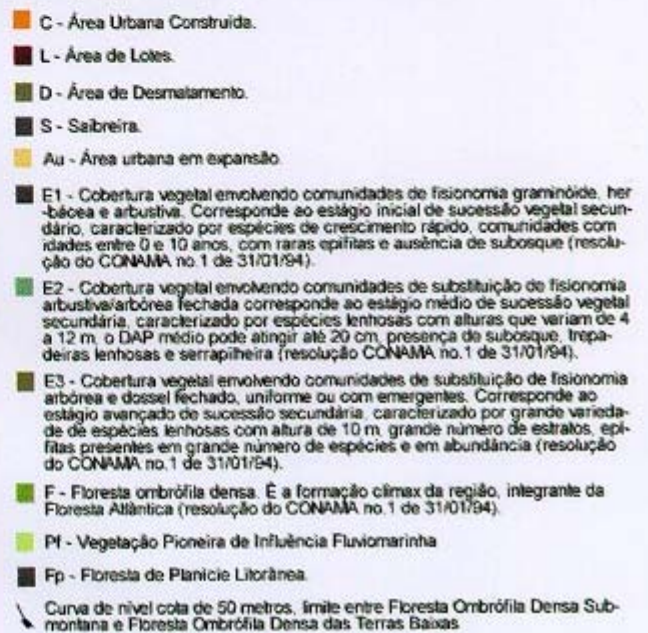 C - Área Urbana Construida.
L - Área de Lotes.
D - Área de Desmatamento.
S - Saibreira.
Au - Área urbana em expansão
E1 - Cobertura vegetal envolvendo comunidades de fisionomia graminóide, her
-bácea e arbustiva. Corresponde ao estágio inicial de sucessão vegetal secun-
dário, caracterizado por espécies de crescimento rápido, comunidades com
idades entre 0 e 10 anos, com raras epifitas e ausência de subosque (resolu-
ção do CONAMA no.1 de 31/01/94).
E2 - Cobertura vegetal envolvendo comunidades de substituição de fisionomia
arbustiva/arbórea fechada corresponde ao estágio médio de sucessão vegetal
secundária, caracterizado por espécies lenhosas com alturas que variam de 4
a 12 m, o DAP médio pode atingir até 20 cm, presença de subosque, trepa-
deiras lenhosas e serrapilheira (resolução CONAMA no.1 de 31/01/94).
E3 - Cobertura vegetal envolvendo comunidades de substituição de fisionomia
arbórea e dossel fechado, uniforme ou com emergentes. Corresponde ao
estágio avançado de sucessão secundária, caracterizado por grande varieda-
de de espécies lenhosas com altura de 10 m, grande número de estratos, epí-
fitas presentes em grande número de espécies e em abundância (resolução
do CONAMA no.1 de 31/01/94).
F - Floresta ombrófila densa. É a formação climax da região, integrante da
Floresta Atlântica (resolução do CONAMA no.1 de 31/01/94).
Pf - Vegetação Pioneira de Influência Fluviomarinha
Fp - Floresta de Planicie Litorânea.
Curva de nivel cota de 50 metros, limite entre Floresta Ombrófila Densa Sub-
montana e Floresta Ombrófila Densa das Terras Baixas